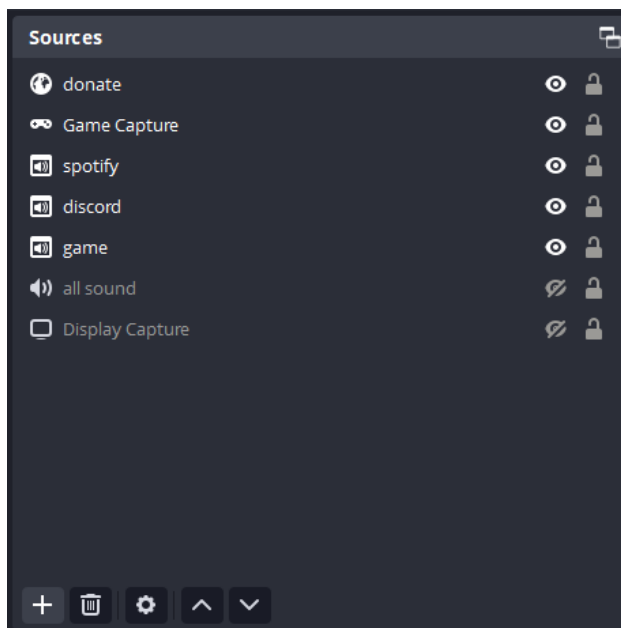 Sources
donate
Game Capture
spotify
discord
game
all sound
Display Capture